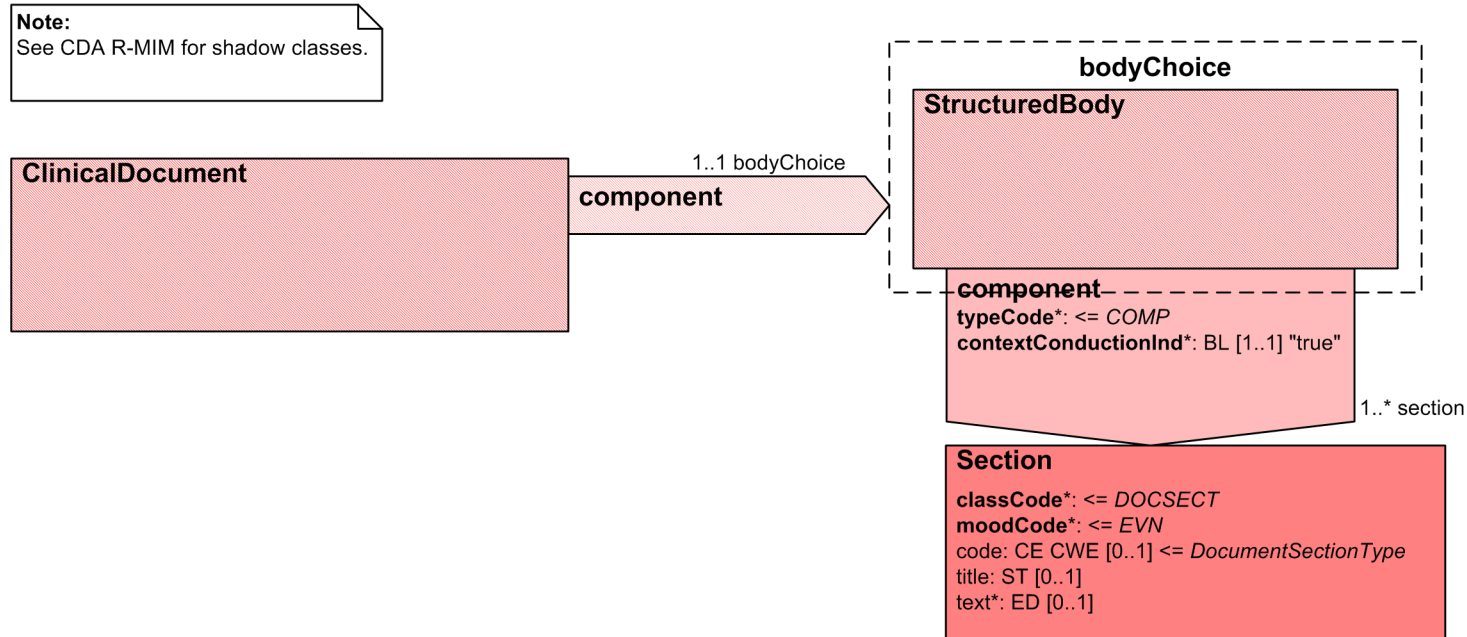 Note:
See CDA R-MIM for shadow classes.
bodyChoice
StructuredBody
ClinicalDocument
1..1 bodyChoice
component
component
typeCode*: <= COMP
contextConductionInd*: BL [1..1] "true"
1..* section
Section
classCode*: <= DOCSECT
moodCode*: <= EVN
code: CE CWE [0..1] <= DocumentSectionType
title: ST [0..1]
text*: ED [0..1]